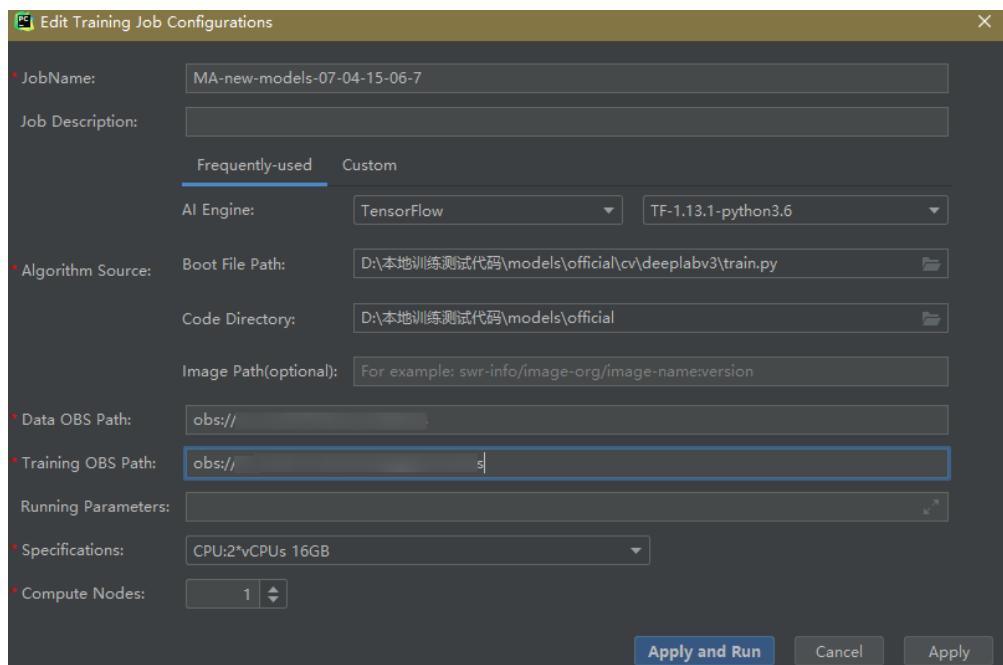 PC Edit Training Job Configurations
* JobName: MA-new-models-07-04-15-06-7
Job Description:
Frequently-used Custom
AI Engine: TensorFlow TF-1.13.1-python3.6
* Algorithm Source:
Boot File Path: D:\本地训练测试代码\models\official\cv\deeplabv3\train.py
Code Directory: D:\本地训练测试代码\models\official
Image Path(optional): For example: swr-info/image-org/image-name:version
* Data OBS Path: obs://
* Training OBS Path: obs:// s
Running Parameters:
* Specifications: CPU:2*vCPUs 16GB
* Compute Nodes: 1
Apply and Run Cancel Apply